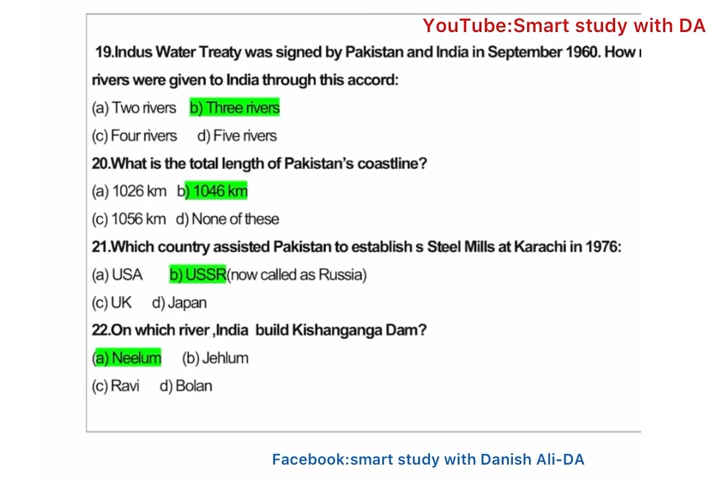 YouTube:Smart study with DA
19.Indus Water Treaty was signed by Pakistan and India in September 1960. How
rivers were given to India through this accord:
(a) Two rivers b) Three rivers
(c) Four rivers d) Five rivers
20.What is the total length of Pakistan's coastline?
(a) 1026 km b) 1046 km
(c) 1056 km d) None of these
21.Which country assisted Pakistan to establish s Steel Mills at Karachi in 1976:
(a) USA b) USSR(now called as Russia)
(c) UK d) Japan
22.On which river ,India build Kishanganga Dam?
(a) Neelum (b) Jehlum
(c) Ravi d) Bolan
Facebook:smart study with Danish Ali-DA